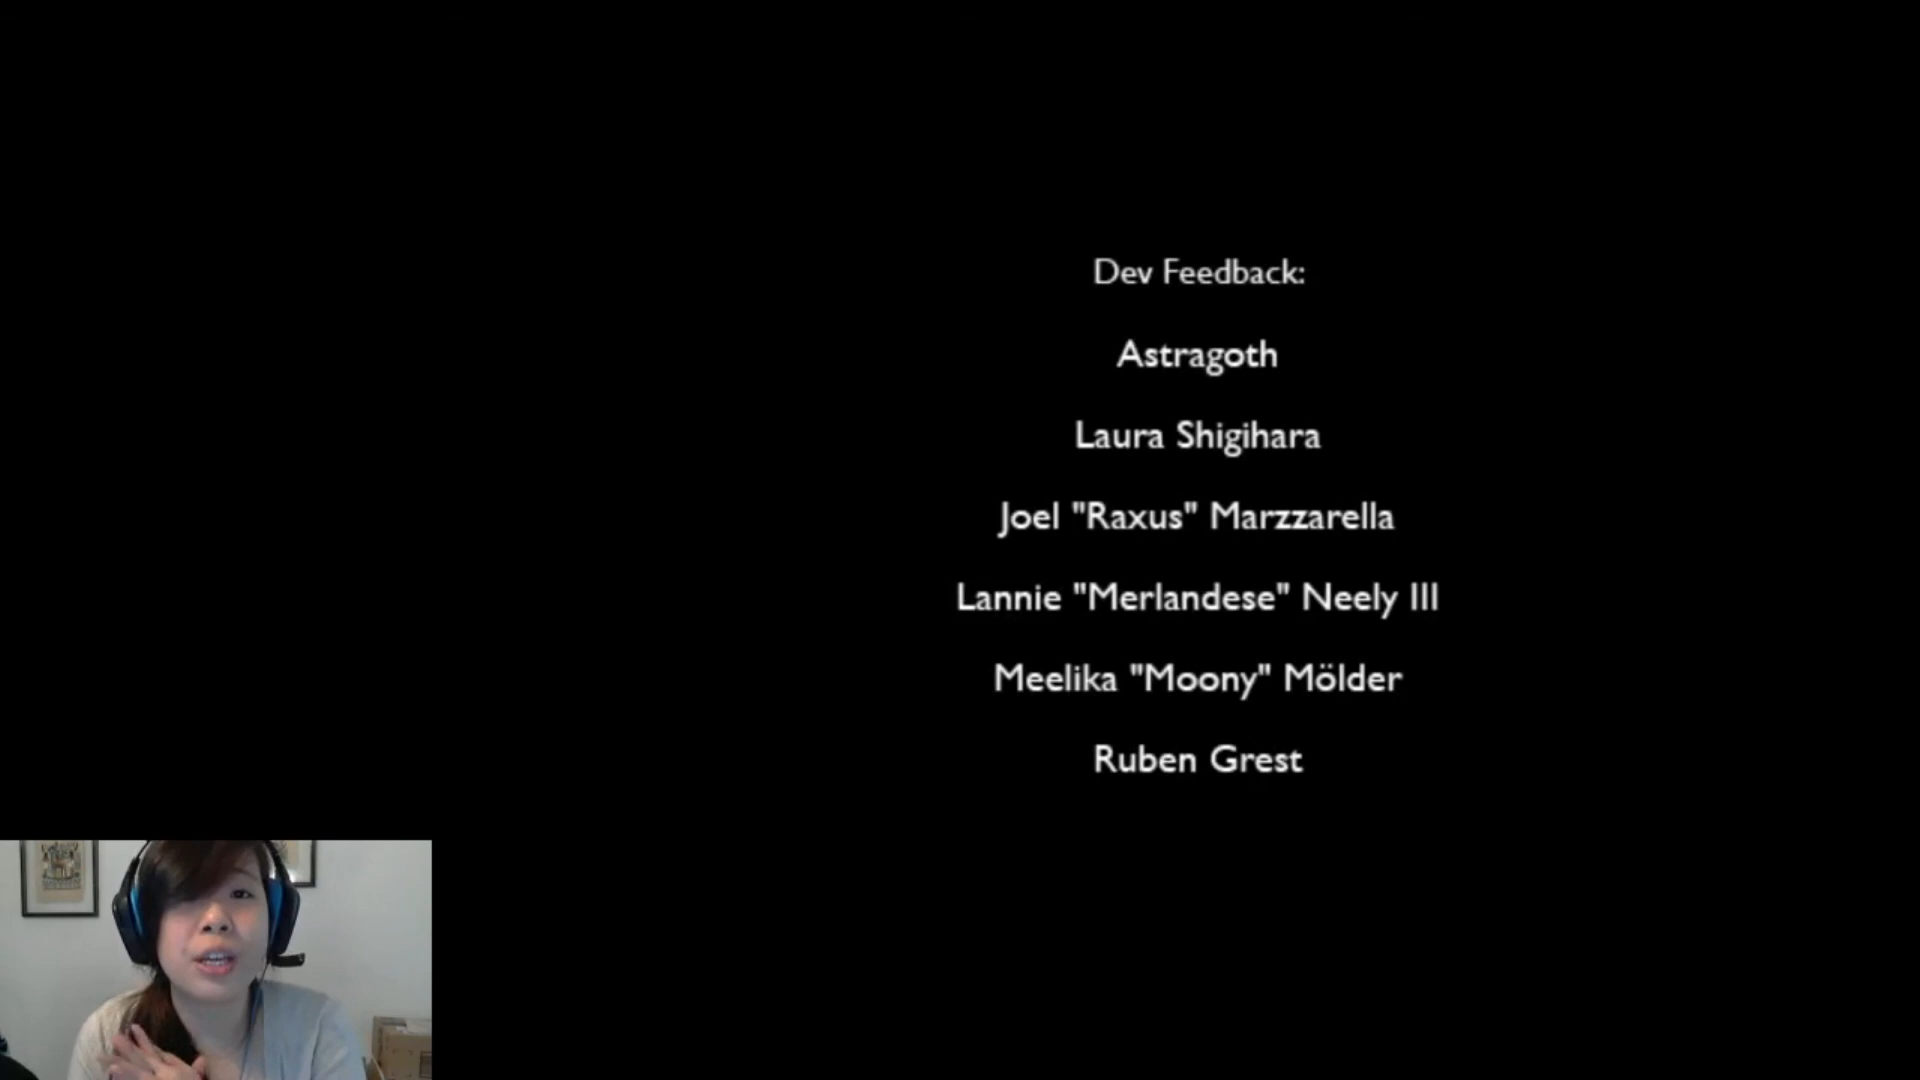 Dev Feedback:
Astragoth
Laura Shigihara
Joel "Raxus" Marzzarella
Lannie "Merlandese" Neely III
Meelika "Moony" Mölder
Ruben Grest